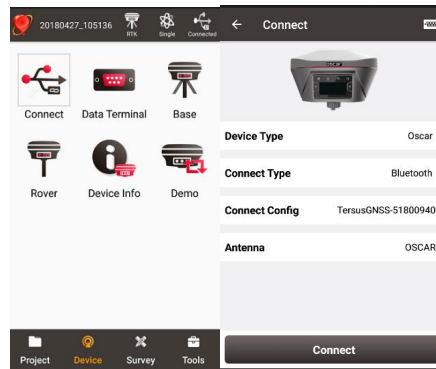 20180427_105136
RTK
Single
Connected
Connect
Data Terminal
Base
Rover
Device Info
Demo
Project
Device
Survey
Tools
Connect
OSCAR
Device Type
Oscar
Connect Type
Bluetooth
Connect Config
TersusGNSS-51800940
Antenna
OSCAR
Connect